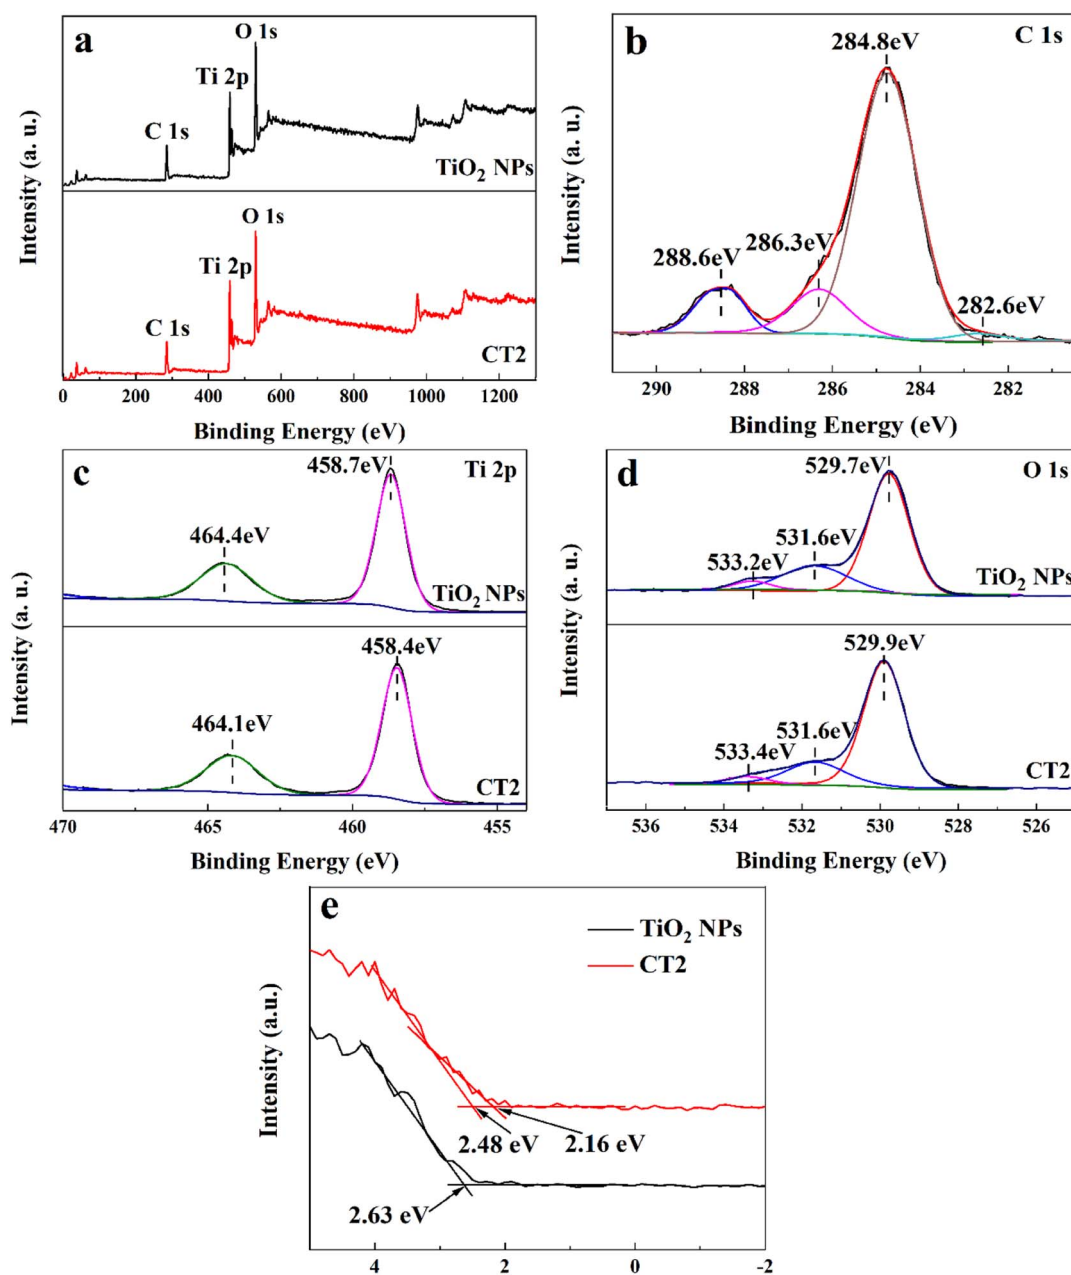 a
O 1s
Ti 2p
C 1s
TiO₂ NPs
O 1s
Ti 2p
C 1s
CT2
0 200 400 600 800 1000 1200
Binding Energy (eV)
Intensity (a. u.)
b
C 1s
284.8eV
286.3eV
288.6eV
282.6eV
290 288 286 284 282
Binding Energy (eV)
Intensity (a. u.)
c
Ti 2p
458.7eV
464.4eV
TiO₂ NPs
458.4eV
464.1eV
CT2
470 465 460 455
Binding Energy (eV)
Intensity (a. u.)
d
O 1s
529.7eV
531.6eV
533.2eV
TiO₂ NPs
529.9eV
531.6eV
533.4eV
CT2
536 534 532 530 528 526
Binding Energy (eV)
Intensity (a. u.)
e
TiO₂ NPs
CT2
2.48 eV
2.16 eV
2.63 eV
4 2 0 -2
Intensity (a.u.)